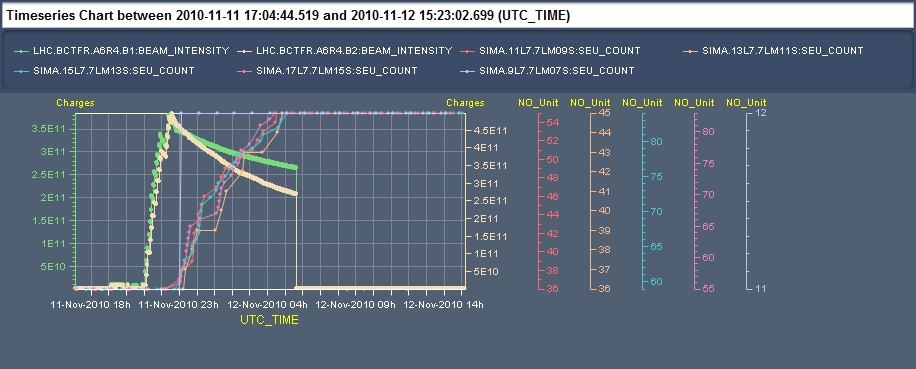 Timeseries Chart between 2010-11-11 17:04:44.519 and 2010-11-12 15:23:02.699 (UTC_TIME)
LHC.BCTFR.A6R4.B1:BEAM_INTENSITY LHC.BCTFR.A6R4.B2:BEAM_INTENSITY SIMA.11L7.7LM09S:SEU_COUNT SIMA.13L7.7LM11S:SEU_COUNT
SIMA.15L7.7LM13S:SEU_COUNT SIMA.17L7.7LM15S:SEU_COUNT SIMA.9L7.7LM07S:SEU_COUNT
Charges Charges NO_Unit NO_Unit NO_Unit NO_Unit NO_Unit
3.5E11
3E11
2.5E11
2E11
1.5E11
1E11
5E10
4.5E11
3.5E11
3E11
2.5E11
1.5E11
1E11
5E10
54
52
50
48
46
44
42
40
38
36
45
44
43
42
41
40
39
38
37
36
80
75
70
65
60
80
75
70
65
60
55
12
11
11-Nov-2010 18h 11-Nov-2010 23h 12-Nov-2010 04h 12-Nov-2010 09h 12-Nov-2010 14h
UTC_TIME